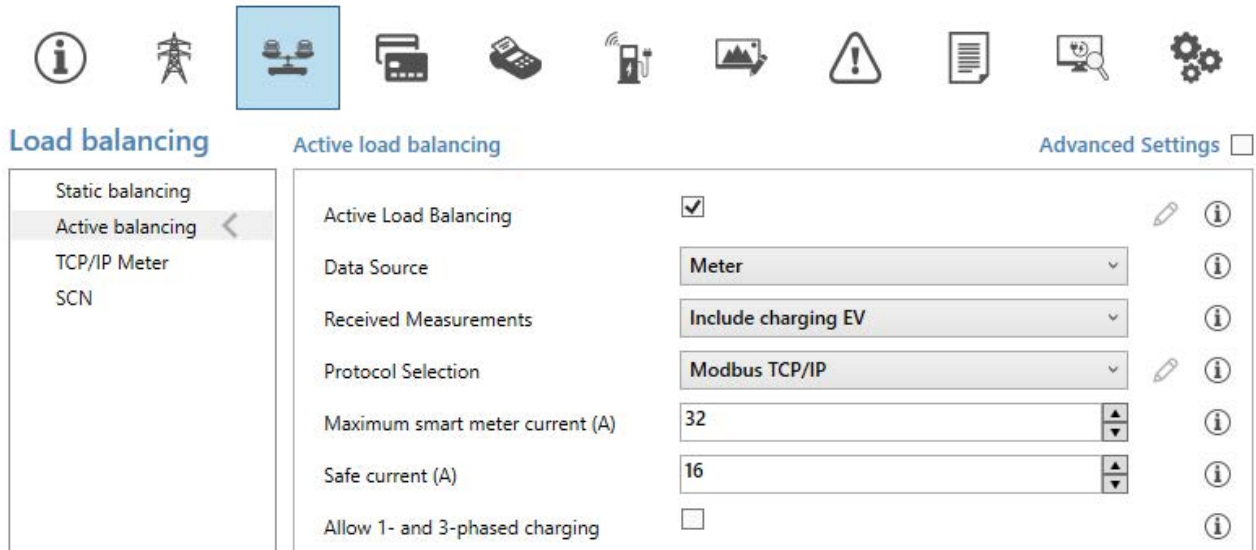 Load balancing
Active load balancing
Advanced Settings
Static balancing
Active balancing
TCP/IP Meter
SCN
Active Load Balancing
Data Source
Meter
Received Measurements
Include charging EV
Protocol Selection
Modbus TCP/IP
Maximum smart meter current (A)
32
Safe current (A)
16
Allow 1- and 3-phased charging